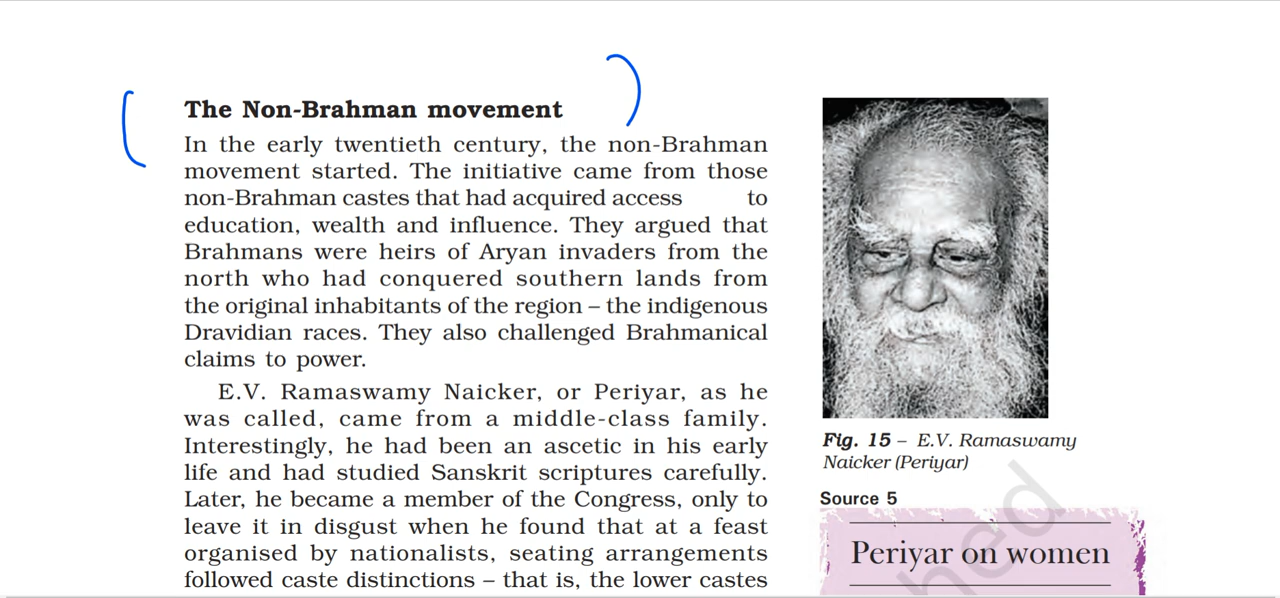 The Non-Brahman movement
In the early twentieth century, the non-Brahman
movement started. The initiative came from those
non-Brahman castes that had acquired access to
education, wealth and influence. They argued that
Brahmans were heirs of Aryan invaders from the
north who had conquered southern lands from
the original inhabitants of the region – the indigenous
Dravidian races. They also challenged Brahmanical
claims to power.
E.V. Ramaswamy Naicker, or Periyar, as he
was called, came from a middle-class family.
Interestingly, he had been an ascetic in his early
life and had studied Sanskrit scriptures carefully.
Later, he became a member of the Congress, only to
leave it in disgust when he found that at a feast
organised by nationalists, seating arrangements
followed caste distinctions – that is, the lower castes
Fig. 15 – E.V. Ramaswamy
Naicker (Periyar)
Source 5
Periyar on women